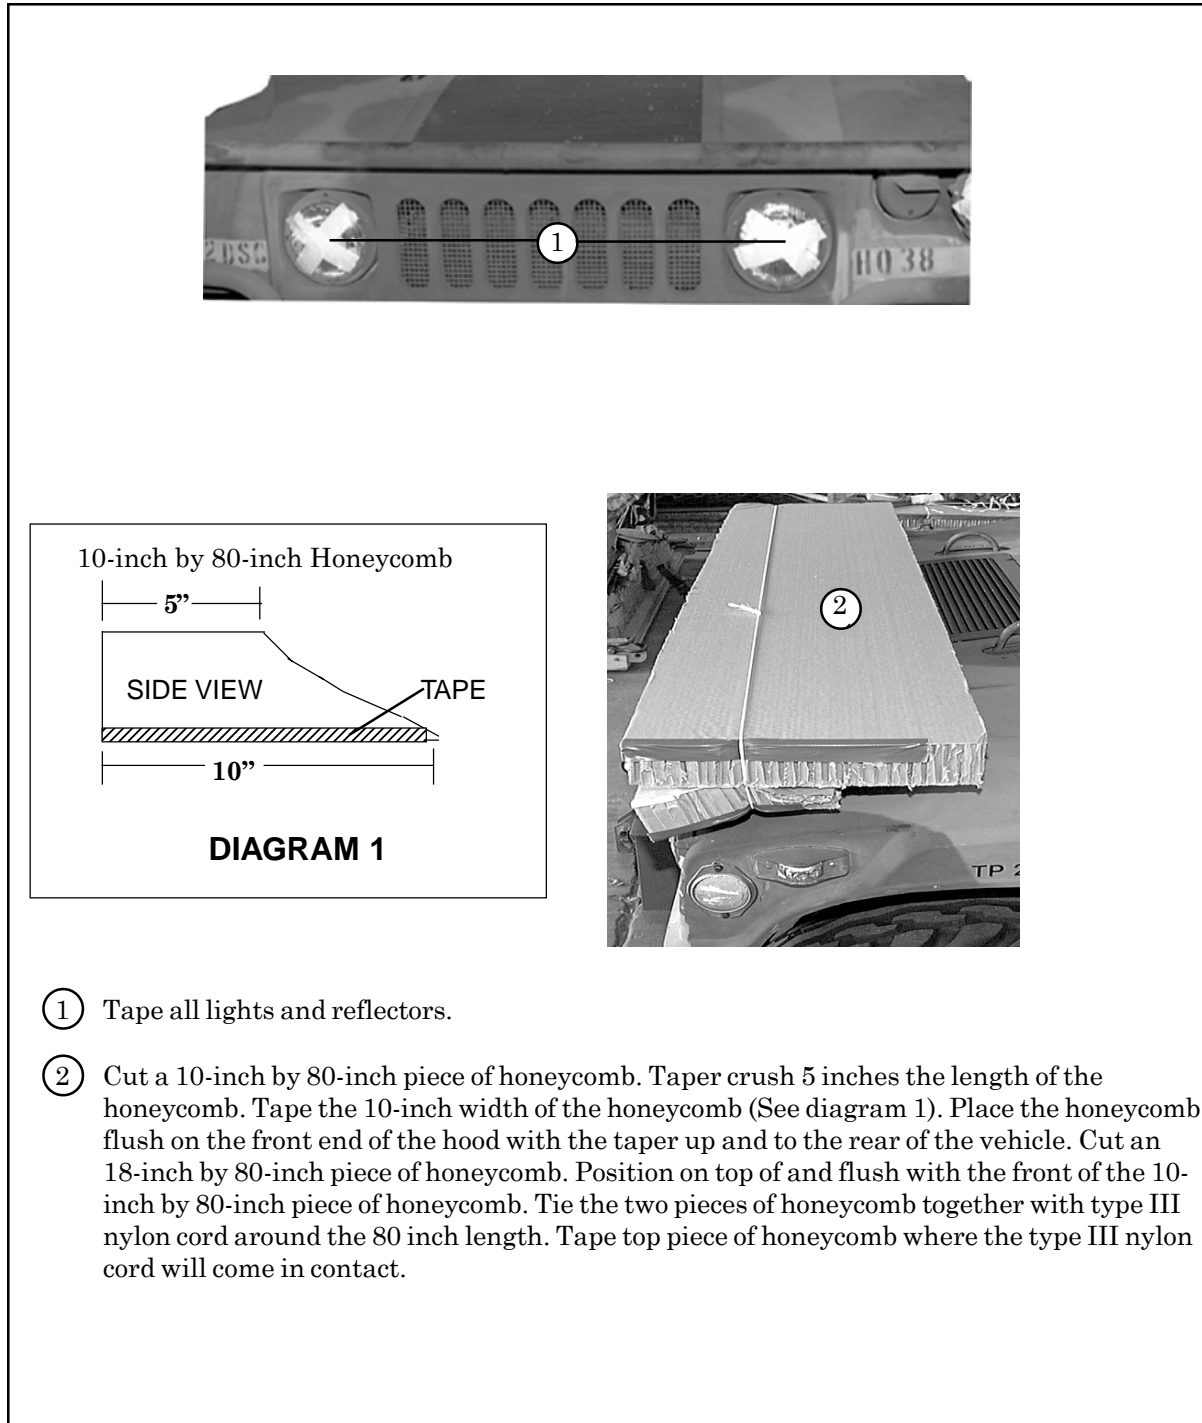 1
2DSC
HQ 38
10-inch by 80-inch Honeycomb
5”
SIDE VIEW
TAPE
10”
DIAGRAM 1
2
TP 2
1 Tape all lights and reflectors.
2 Cut a 10-inch by 80-inch piece of honeycomb. Taper crush 5 inches the length of the
honeycomb. Tape the 10-inch width of the honeycomb (See diagram 1). Place the honeycomb
flush on the front end of the hood with the taper up and to the rear of the vehicle. Cut an
18-inch by 80-inch piece of honeycomb. Position on top of and flush with the front of the 10-
inch by 80-inch piece of honeycomb. Tie the two pieces of honeycomb together with type III
nylon cord around the 80 inch length. Tape top piece of honeycomb where the type III nylon
cord will come in contact.